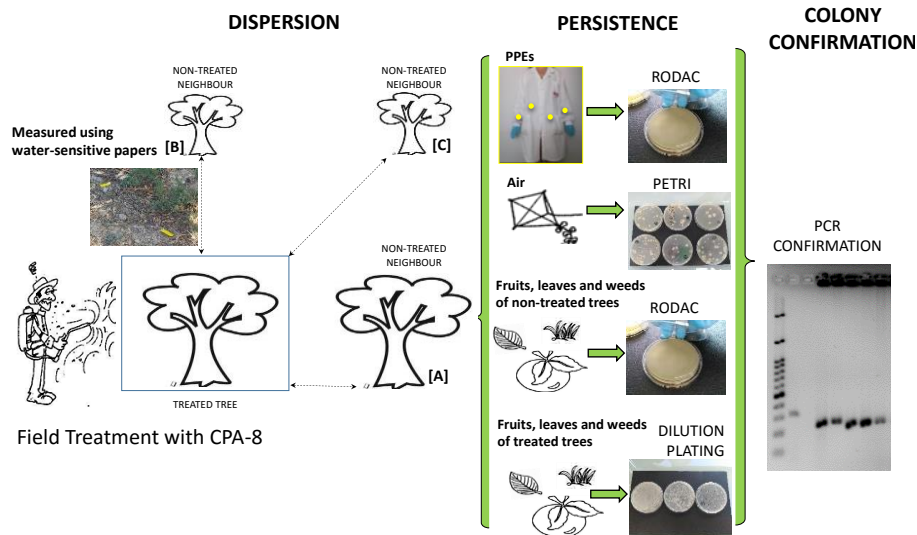 DISPERSION
PERSISTENCE
COLONY
CONFIRMATION
NON-TREATED
NEIGHBOUR
[B]
NON-TREATED
NEIGHBOUR
[C]
Measured using
water-sensitive papers
NON-TREATED
NEIGHBOUR
[A]
TREATED TREE
Field Treatment with CPA-8
PPEs
RODAC
Air
PETRI
Fruits, leaves and weeds
of non-treated trees
RODAC
Fruits, leaves and weeds
of treated trees
DILUTION
PLATING
PCR
CONFIRMATION